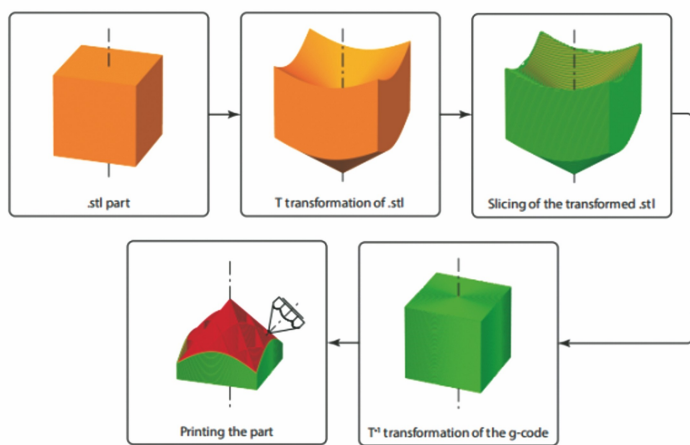 .stl part
T transformation of .stl
Slicing of the transformed .stl
T⁻¹ transformation of the g-code
Printing the part